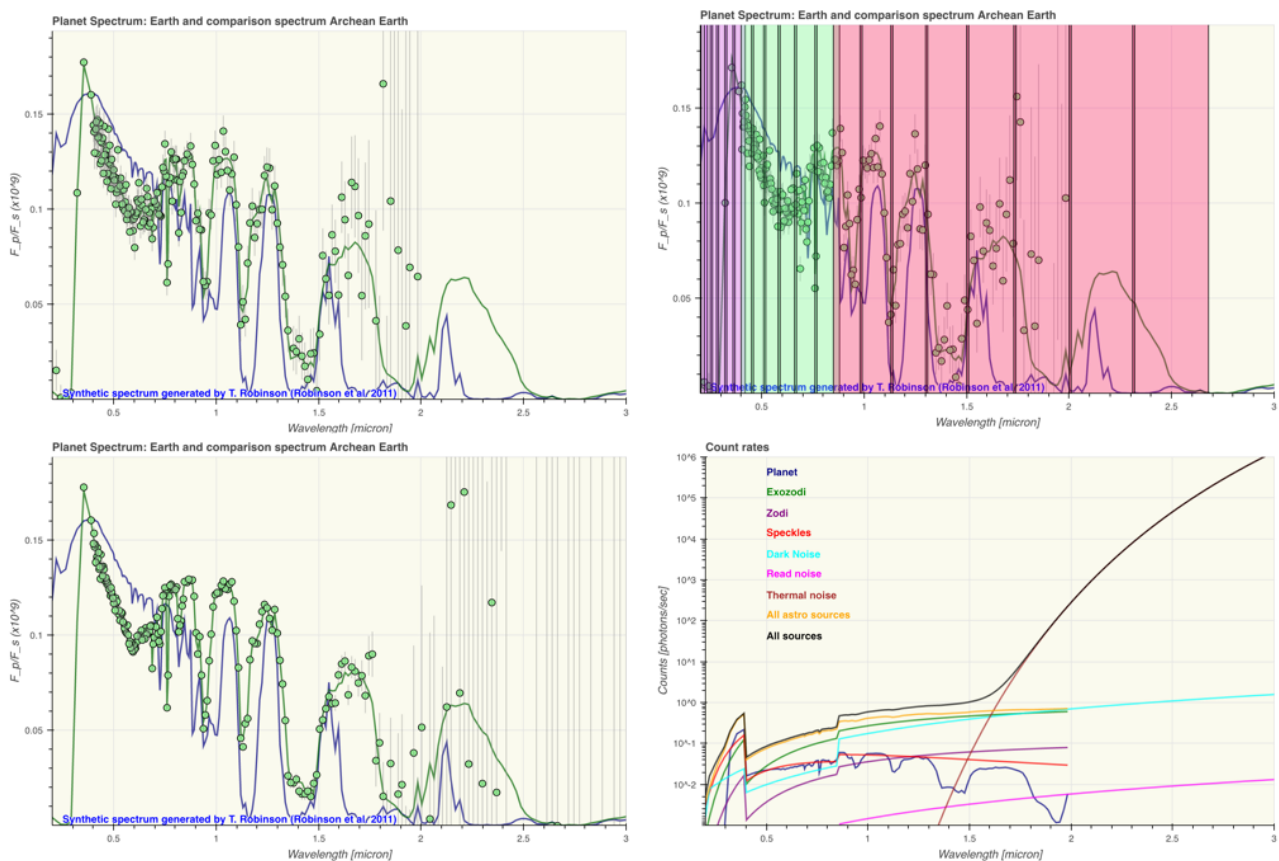 Planet Spectrum: Earth and comparison spectrum Archean Earth
F_p/F_s (x10^9)
0.15
0.1
0.05
Synthetic spectrum generated by T. Robinson (Robinson et al. 2011)
0.5
1
1.5
2
2.5
3
Wavelength [micron]
Planet Spectrum: Earth and comparison spectrum Archean Earth
F_p/F_s (x10^9)
0.15
0.1
0.05
Synthetic spectrum generated by T. Robinson (Robinson et al. 2011)
0.5
1
1.5
2
2.5
3
Wavelength [micron]
Planet Spectrum: Earth and comparison spectrum Archean Earth
F_p/F_s (x10^9)
0.15
0.1
0.05
Synthetic spectrum generated by T. Robinson (Robinson et al. 2011)
0.5
1
1.5
2
2.5
3
Wavelength [micron]
Count rates
Counts [photons/sec]
10^6
10^5
10^4
10^3
10^2
10^1
10^0
10^-1
10^-2
Planet
Exozodi
Zodi
Speckles
Dark Noise
Read noise
Thermal noise
All astro sources
All sources
0.5
1
1.5
2
2.5
3
Wavelength [micron]